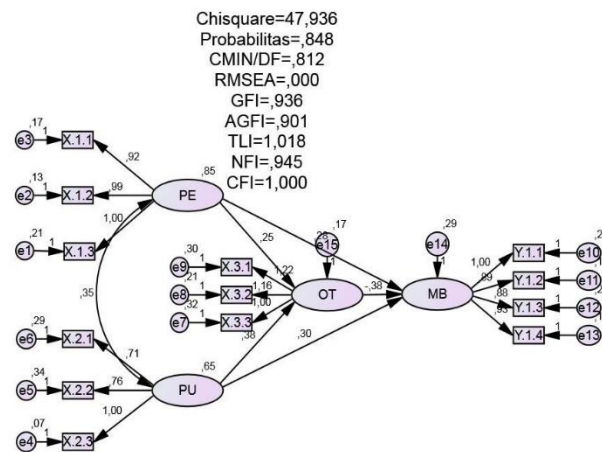 Chisquare=47,936
Probabilitas=,848
CMIN/DF=,812
RMSEA=,000
GFI=,936
AGFI=,901
TLI=1,018
NFI=,945
CFI=1,000
,17
e3 1 X.1.1
,92
,85
,13
e2 1 X.1.2
,99
PE
,21
e1 1 X.1.3
1,00
,25
e15
,17
,29
e14
1
,30
e9 1 X.3.1
,22
,21
e8 1 X.3.2
1,16
OT
-,38
MB
,32
e7 1 X.3.3
1,00
1,00
Y.1.1
1
e10
Y.1.2
1
e11
,88
Y.1.3
1
e12
,93
Y.1.4
1
e13
,35
,29
e6 1 X.2.1
,71
,30
,65
,34
e5 1 X.2.2
,76
PU
,07
e4 1 X.2.3
1,00